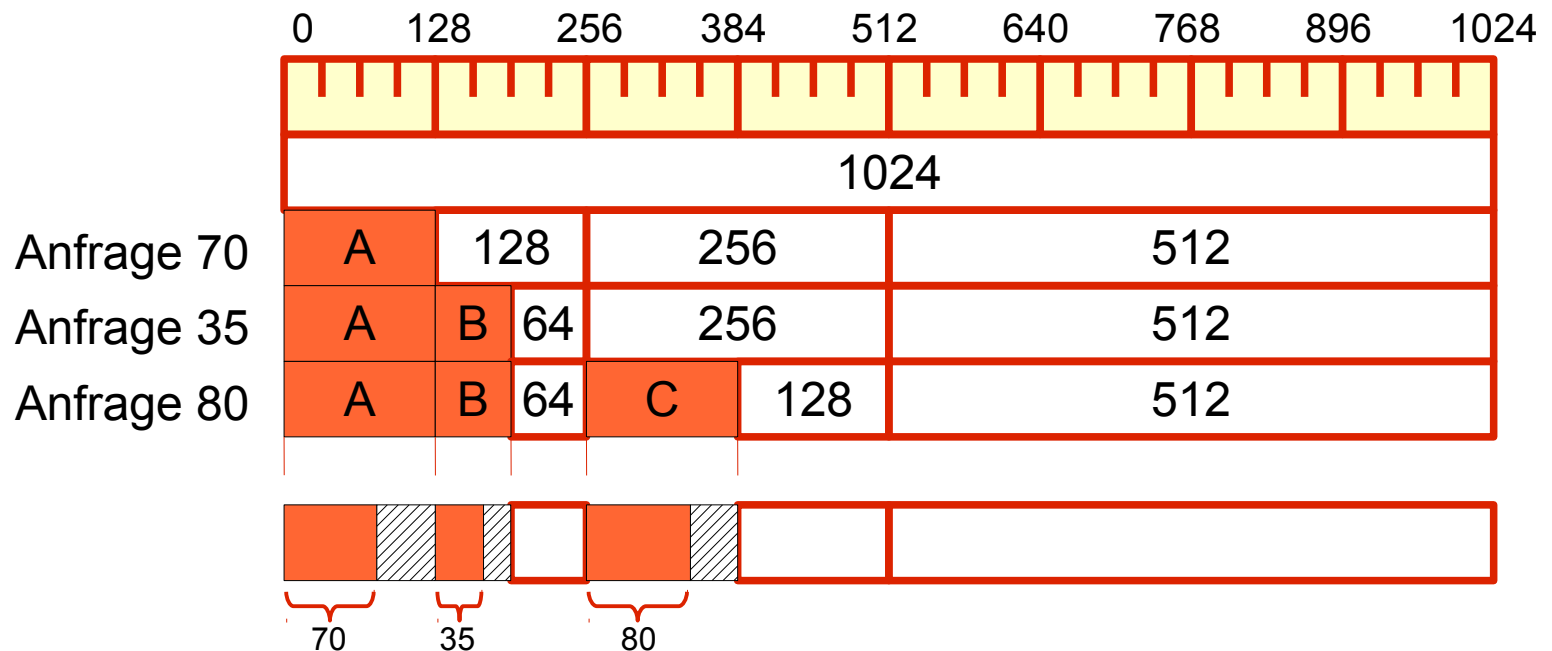 0 128 256 384 512 640 768 896 1024
1024
Anfrage 70 A 128 256 512
Anfrage 35 A B 64 256 512
Anfrage 80 A B 64 C 128 512
70 35 80